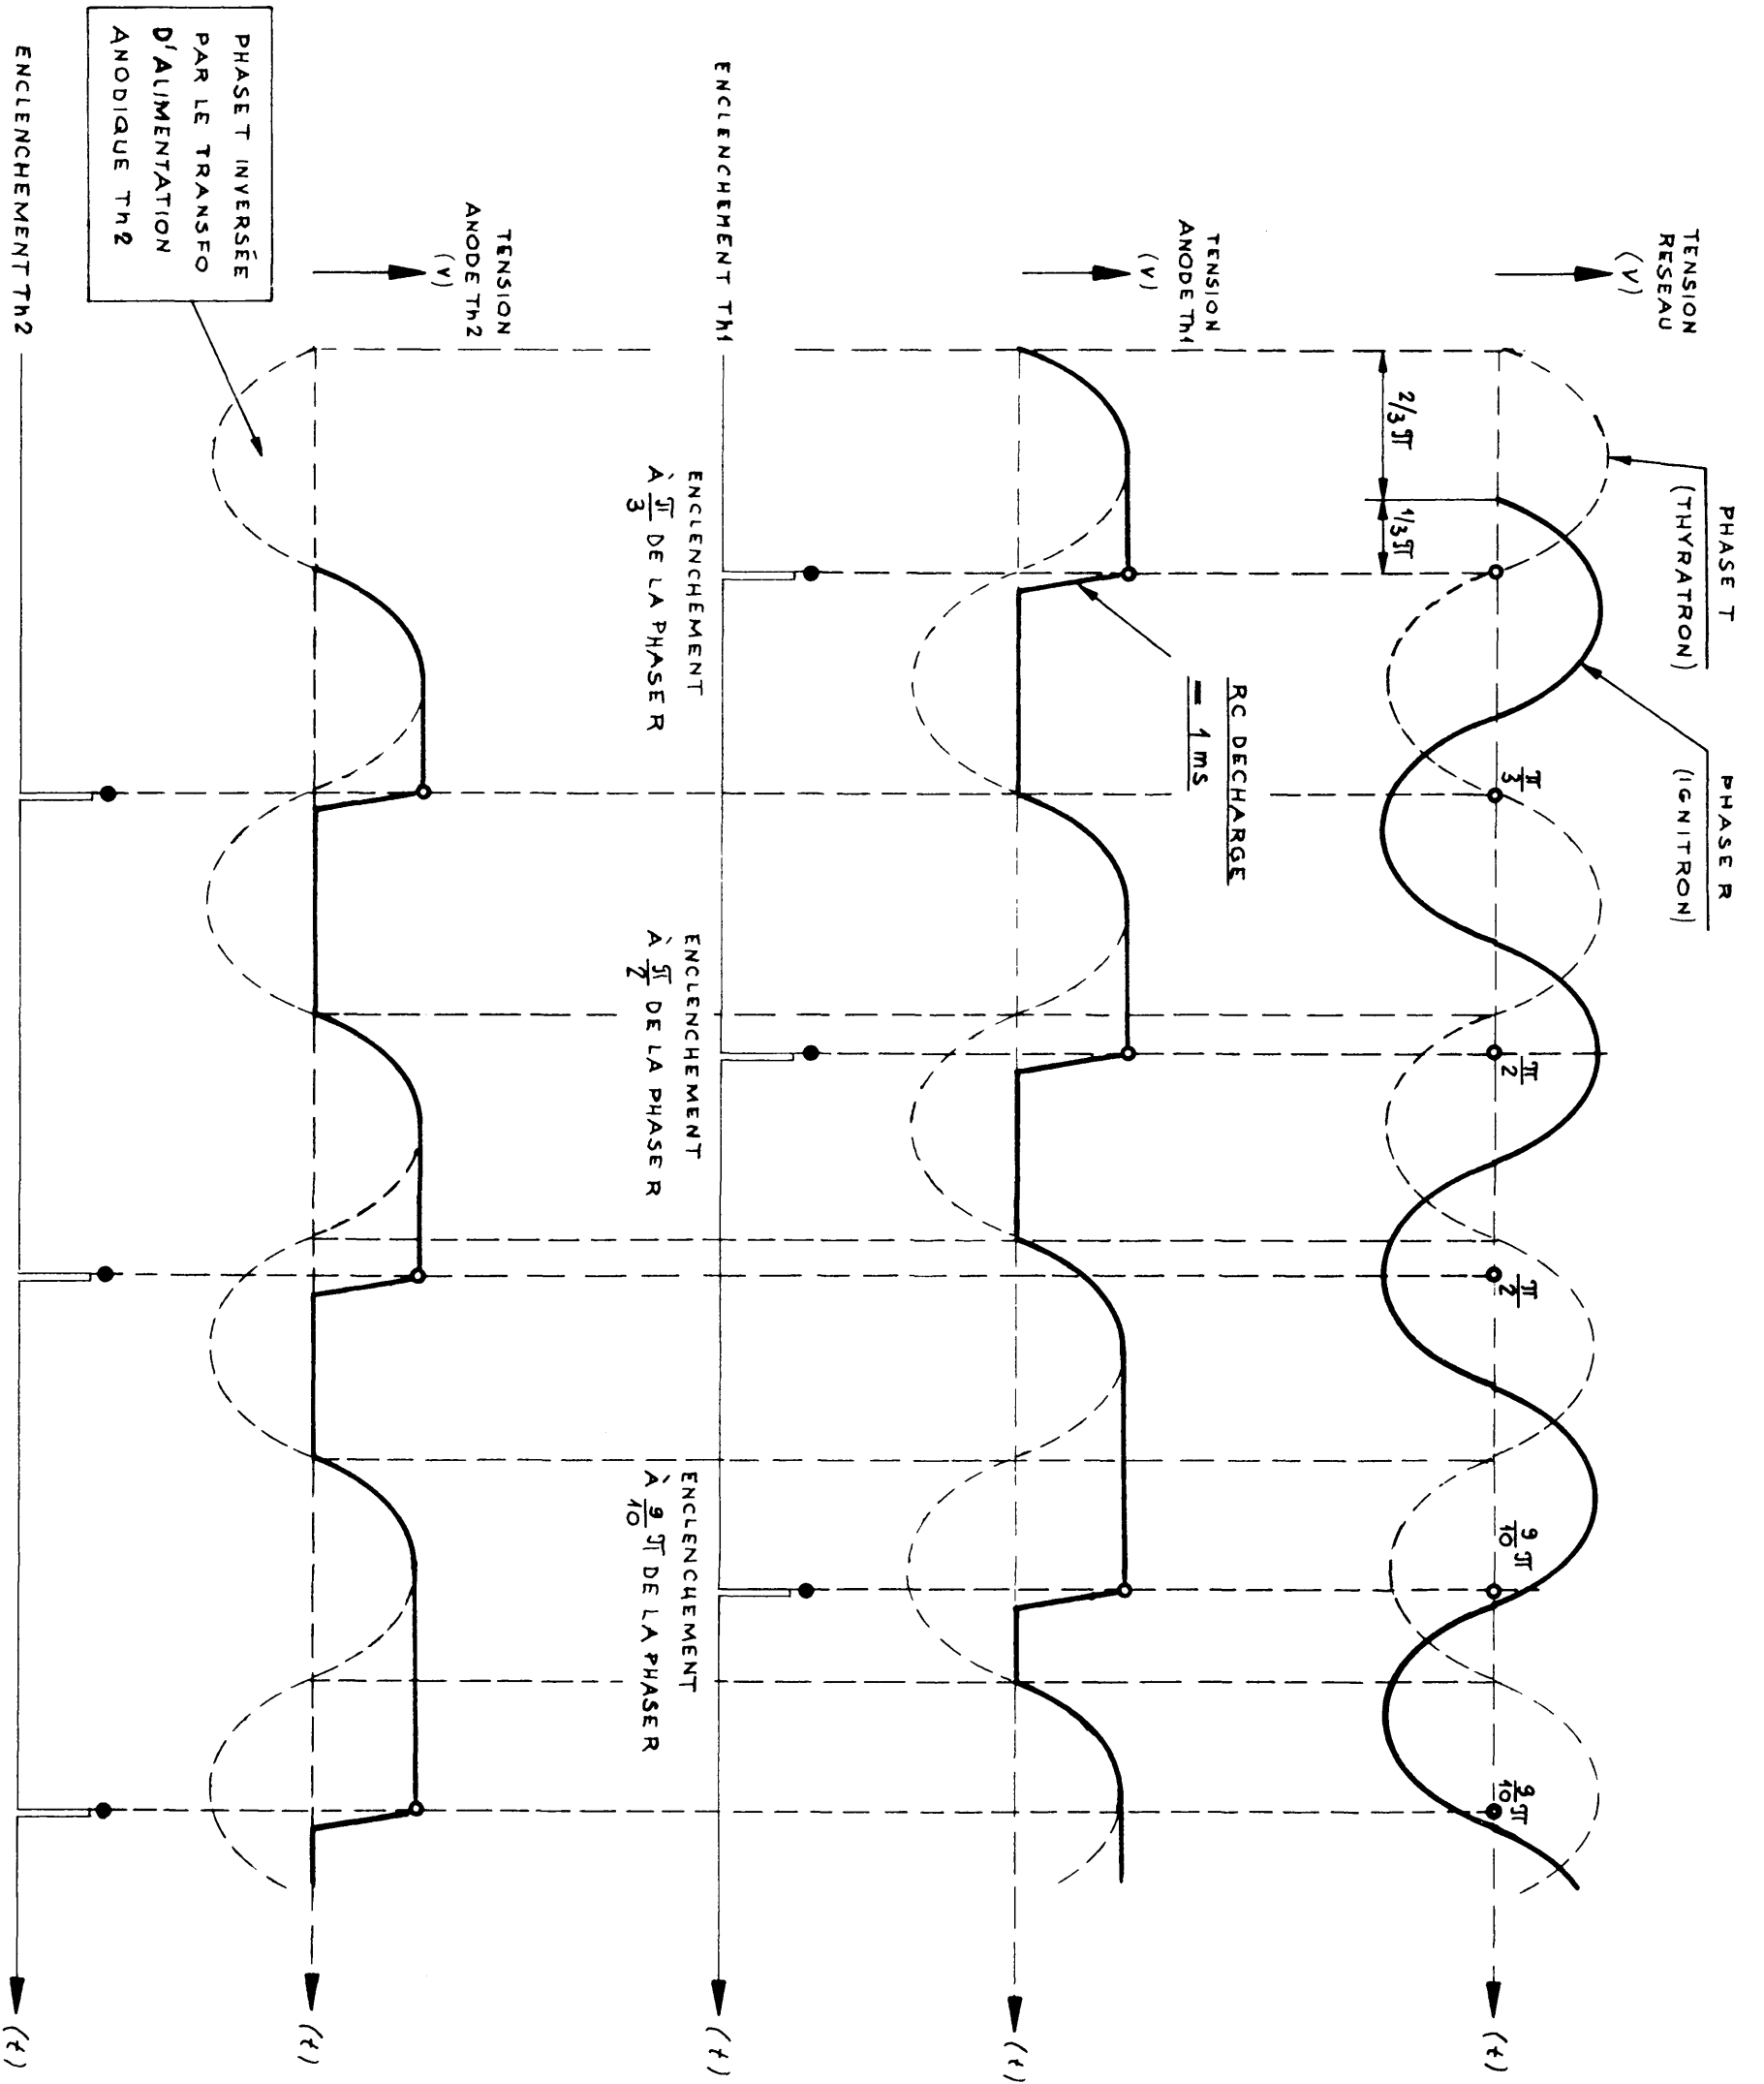 TENSION
RESEAU
(V)
PHASE T
(THYRATRON)
PHASE R
(IGNITRON)
2/3 π
1/3 π
π/3
π/2
π/2
9/10 π
9/10 π
(t)
TENSION
ANODE Th1
(V)
RC DECHARGE
= 1 ms
(t)
ENCLENCHEMENT Th1
ENCLENCHEMENT
À π/3 DE LA PHASE R
ENCLENCHEMENT
À π/2 DE LA PHASE R
ENCLENCHEMENT
À 9/10 π DE LA PHASE R
(t)
TENSION
ANODE Th2
(V)
(t)
PHASE T INVERSÉE
PAR LE TRANSFO
D'ALIMENTATION
ANODIQUE Th2
ENCLENCHEMENT Th2
(t)